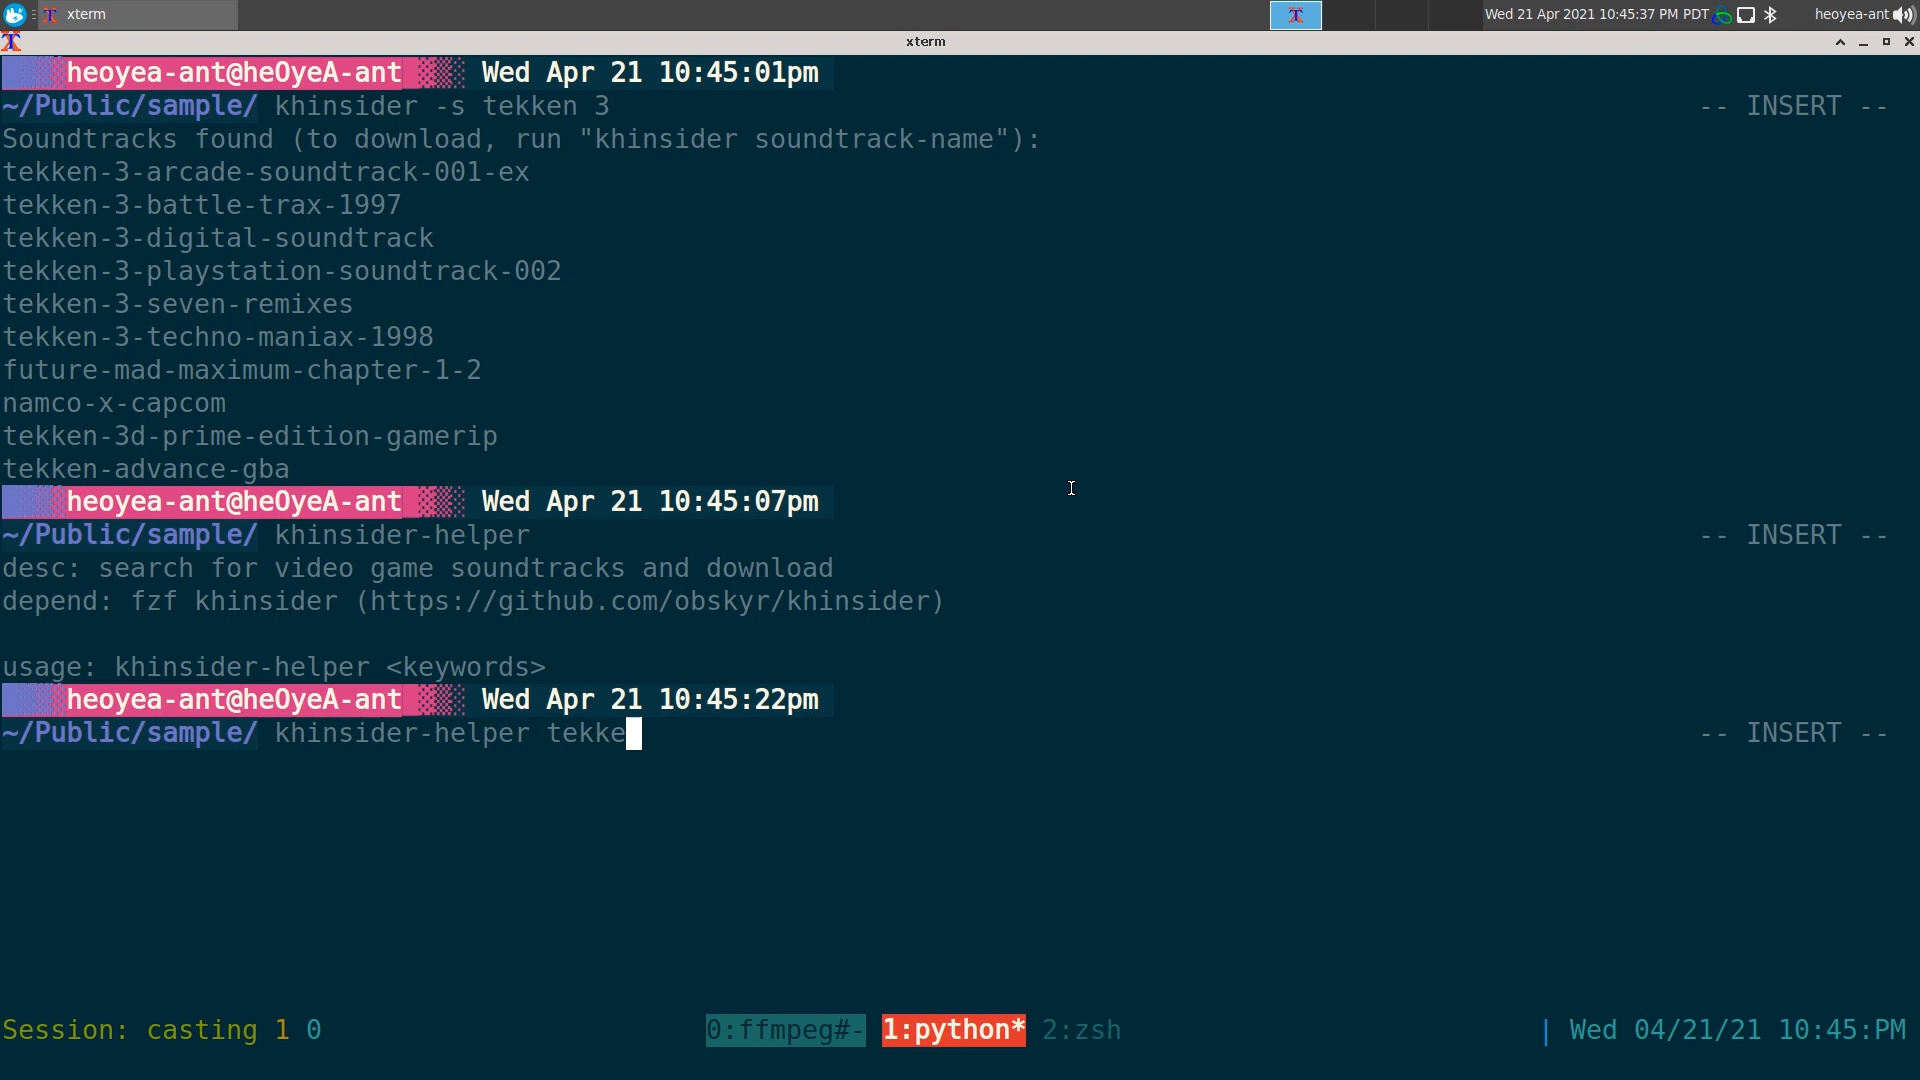 xterm
Wed 21 Apr 2021 10:45:37 PM PDT heoyea-ant
xterm
heoyea-ant@heOyeA-ant Wed Apr 21 10:45:01pm
~/Public/sample/ khinsider -s tekken 3 -- INSERT --
Soundtracks found (to download, run "khinsider soundtrack-name"):
tekken-3-arcade-soundtrack-001-ex
tekken-3-battle-trax-1997
tekken-3-digital-soundtrack
tekken-3-playstation-soundtrack-002
tekken-3-seven-remixes
tekken-3-techno-maniax-1998
future-mad-maximum-chapter-1-2
namco-x-capcom
tekken-3d-prime-edition-gamerip
tekken-advance-gba
heoyea-ant@heOyeA-ant Wed Apr 21 10:45:07pm
~/Public/sample/ khinsider-helper -- INSERT --
desc: search for video game soundtracks and download
depend: fzf khinsider (https://github.com/obskyr/khinsider)
usage: khinsider-helper <keywords>
heoyea-ant@heOyeA-ant Wed Apr 21 10:45:22pm
~/Public/sample/ khinsider-helper tekke -- INSERT --
Session: casting 1 0 0:ffmpeg#- 1:python* 2:zsh | Wed 04/21/21 10:45:PM